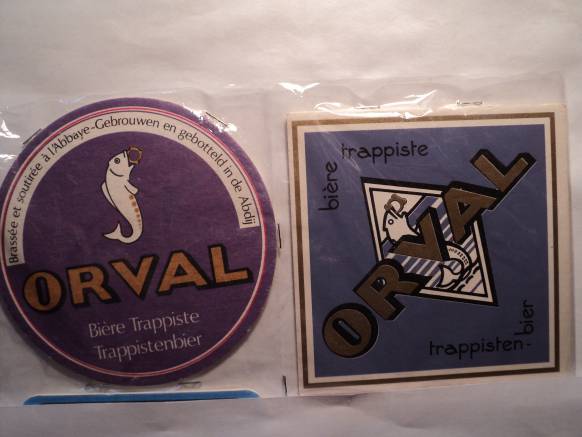 Brassée et soutirée à l'Abbaye-Gebrouwen en gebotteld in de Abdij
ORVAL
Bière Trappiste
Trappistenbier
bière trappiste
ORVAL
trappisten-bier